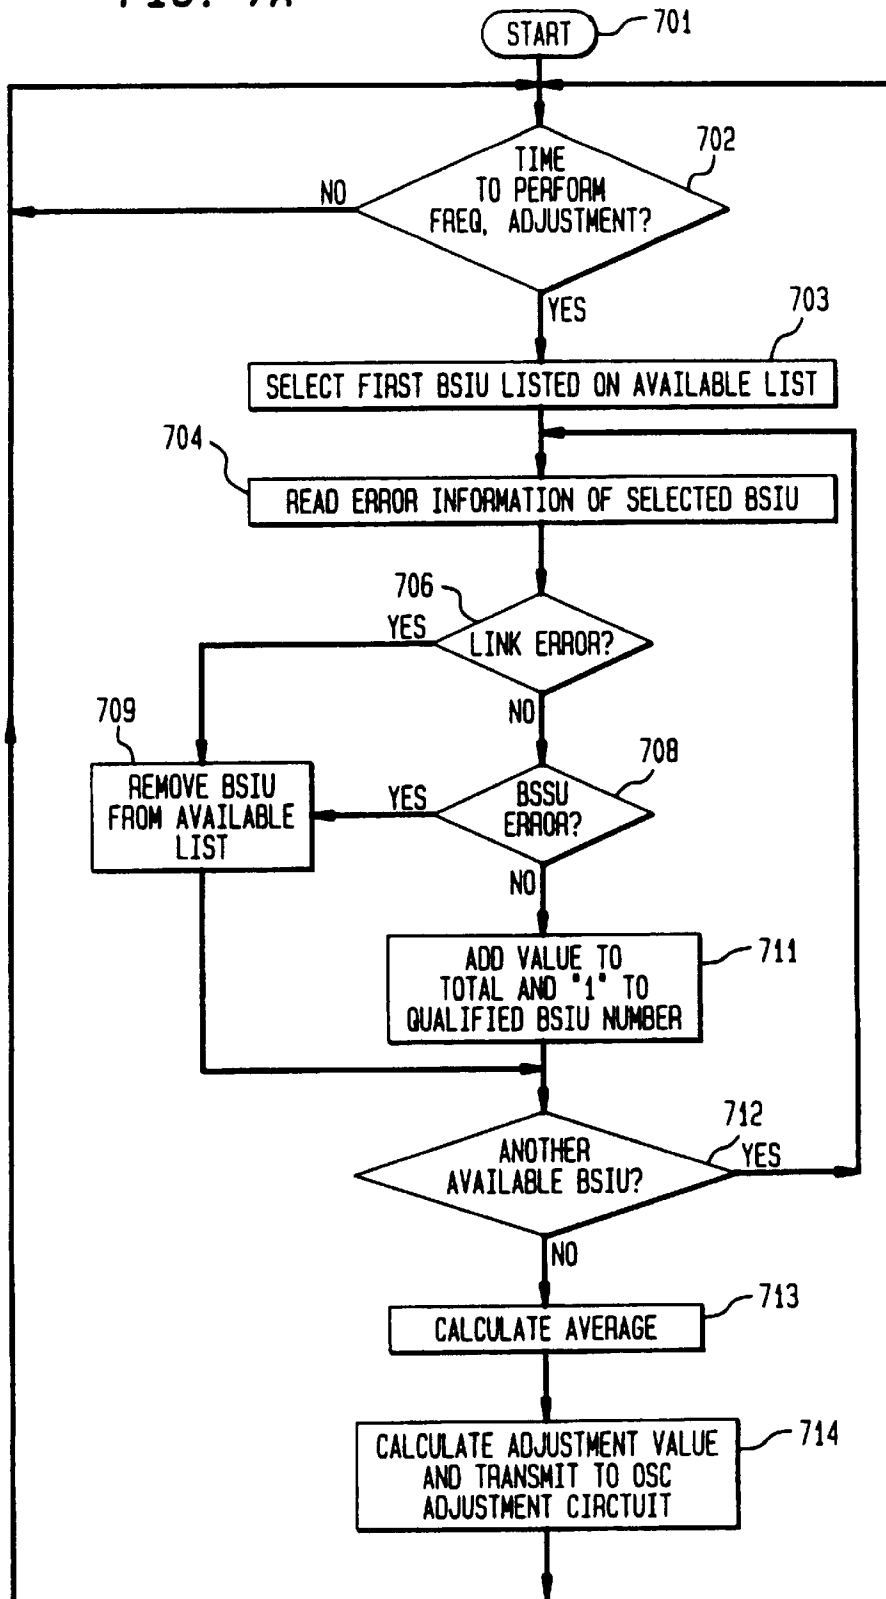 FIG. 7A
START
701
TIME
TO PERFORM
FREQ. ADJUSTMENT?
702
NO
YES
703
SELECT FIRST BSIU LISTED ON AVAILABLE LIST
704
READ ERROR INFORMATION OF SELECTED BSIU
706
YES
LINK ERROR?
NO
709
REMOVE BSIU
FROM AVAILABLE
LIST
YES
BSSU
ERROR?
708
NO
ADD VALUE TO
TOTAL AND "1" TO
QUALIFIED BSIU NUMBER
711
ANOTHER
AVAILABLE BSIU?
712
YES
NO
CALCULATE AVERAGE
713
CALCULATE ADJUSTMENT VALUE
AND TRANSMIT TO OSC
ADJUSTMENT CIRCTUIT
714